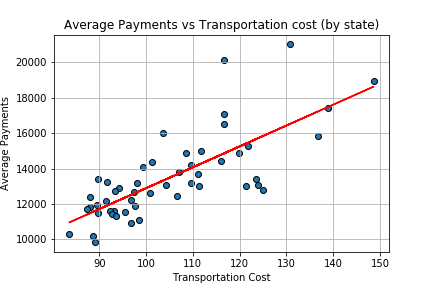 Average Payments vs Transportation cost (by state)
Average Payments
20000
18000
16000
14000
12000
10000
90 100 110 120 130 140 150
Transportation Cost